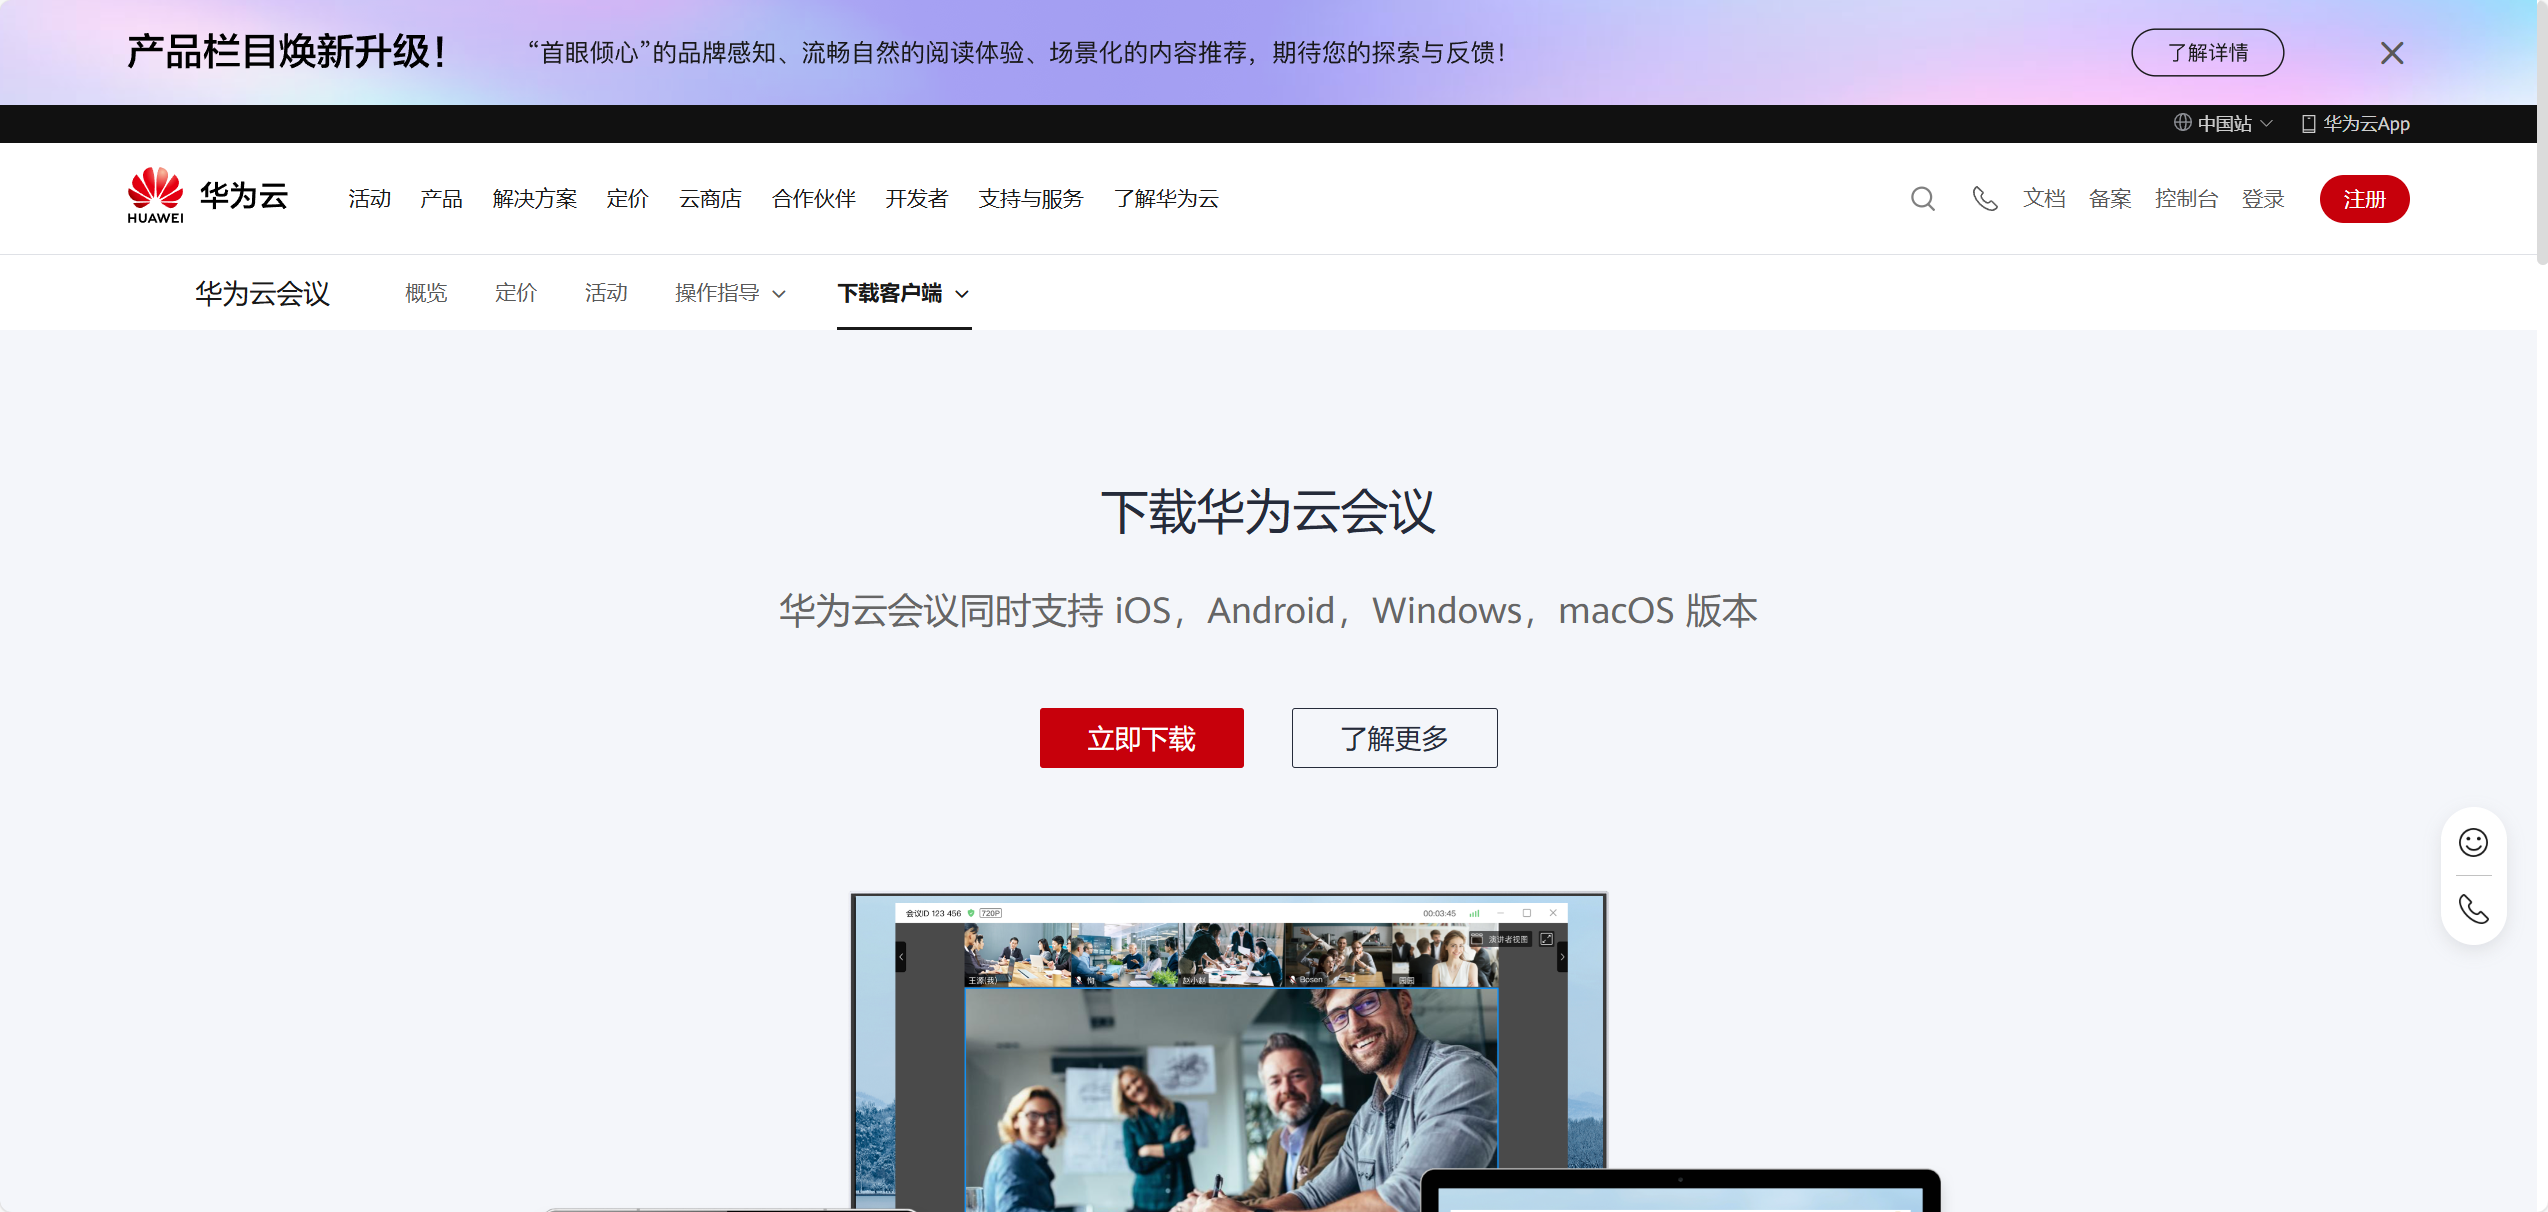 产品栏目焕新升级！
“首眼倾心”的品牌感知、流畅自然的阅读体验、场景化的内容推荐，期待您的探索与反馈！
了解详情
中国站
华为云App
HUAWEI
华为云
活动
产品
解决方案
定价
云商店
合作伙伴
开发者
支持与服务
了解华为云
文档
备案
控制台
登录
注册
华为云会议
概览
定价
活动
操作指导
下载客户端
下载华为云会议
华为云会议同时支持 iOS，Android，Windows，macOS 版本
立即下载
了解更多
会议ID 123 456
720P
00:03:45
演讲者视图
王源(我)
赵小越
Bosen
园园